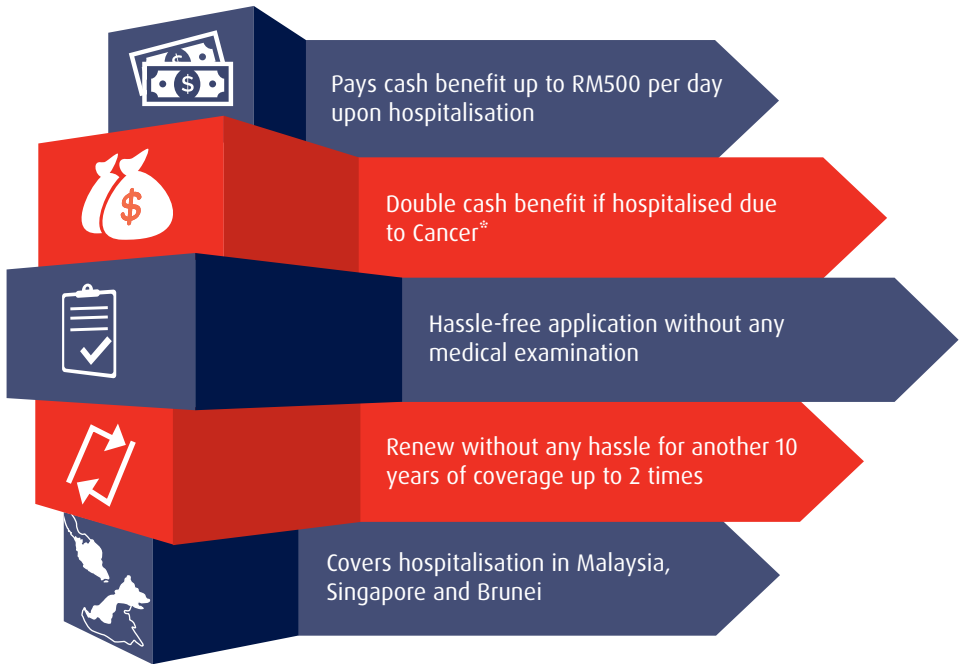 Pays cash benefit up to RM500 per day
upon hospitalisation
Double cash benefit if hospitalised due
to Cancer*
Hassle-free application without any
medical examination
Renew without any hassle for another 10
years of coverage up to 2 times
Covers hospitalisation in Malaysia,
Singapore and Brunei